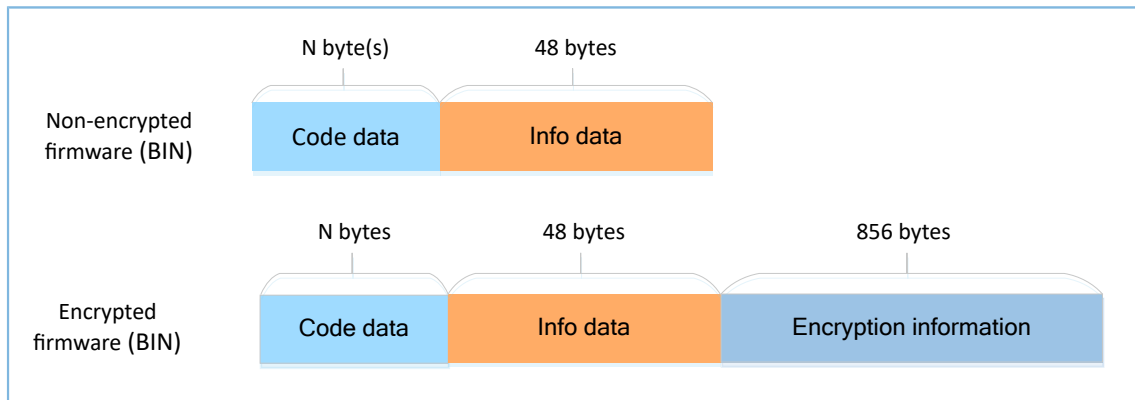 N byte(s)
48 bytes
Non-encrypted
firmware (BIN)
Code data
Info data
N bytes
48 bytes
856 bytes
Encrypted
firmware (BIN)
Code data
Info data
Encryption information